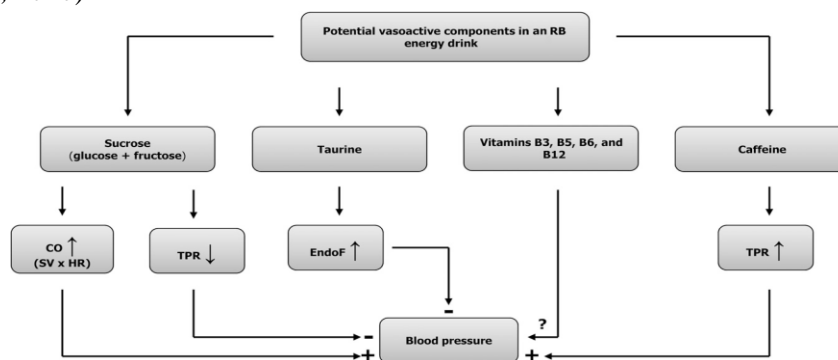 Potential vasoactive components in an RB
energy drink
Sucrose
(glucose + fructose)
Taurine
Vitamins B3, B5, B6, and
B12
Caffeine
CO ↑
(SV x HR)
TPR ↓
EndoF ↑
TPR ↑
-
?
-
Blood pressure
+
+